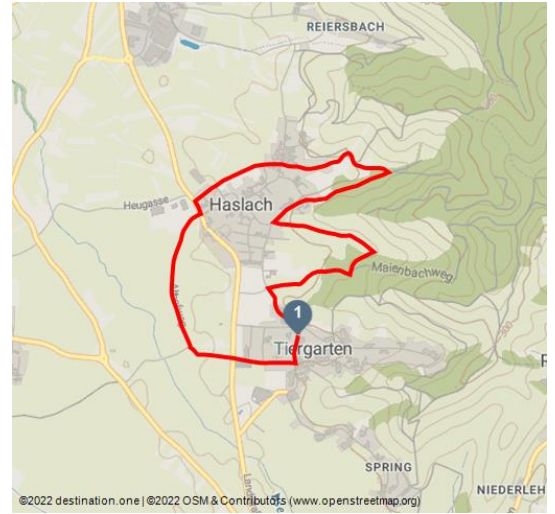 REIERSBACH
Heugasse
Haslach
Maienbachweg
1
Tiergarten
SPRING
NIEDERLEH
©2022 destination.one | ©2022 OSM & Contributors (www.openstreetmap.org)